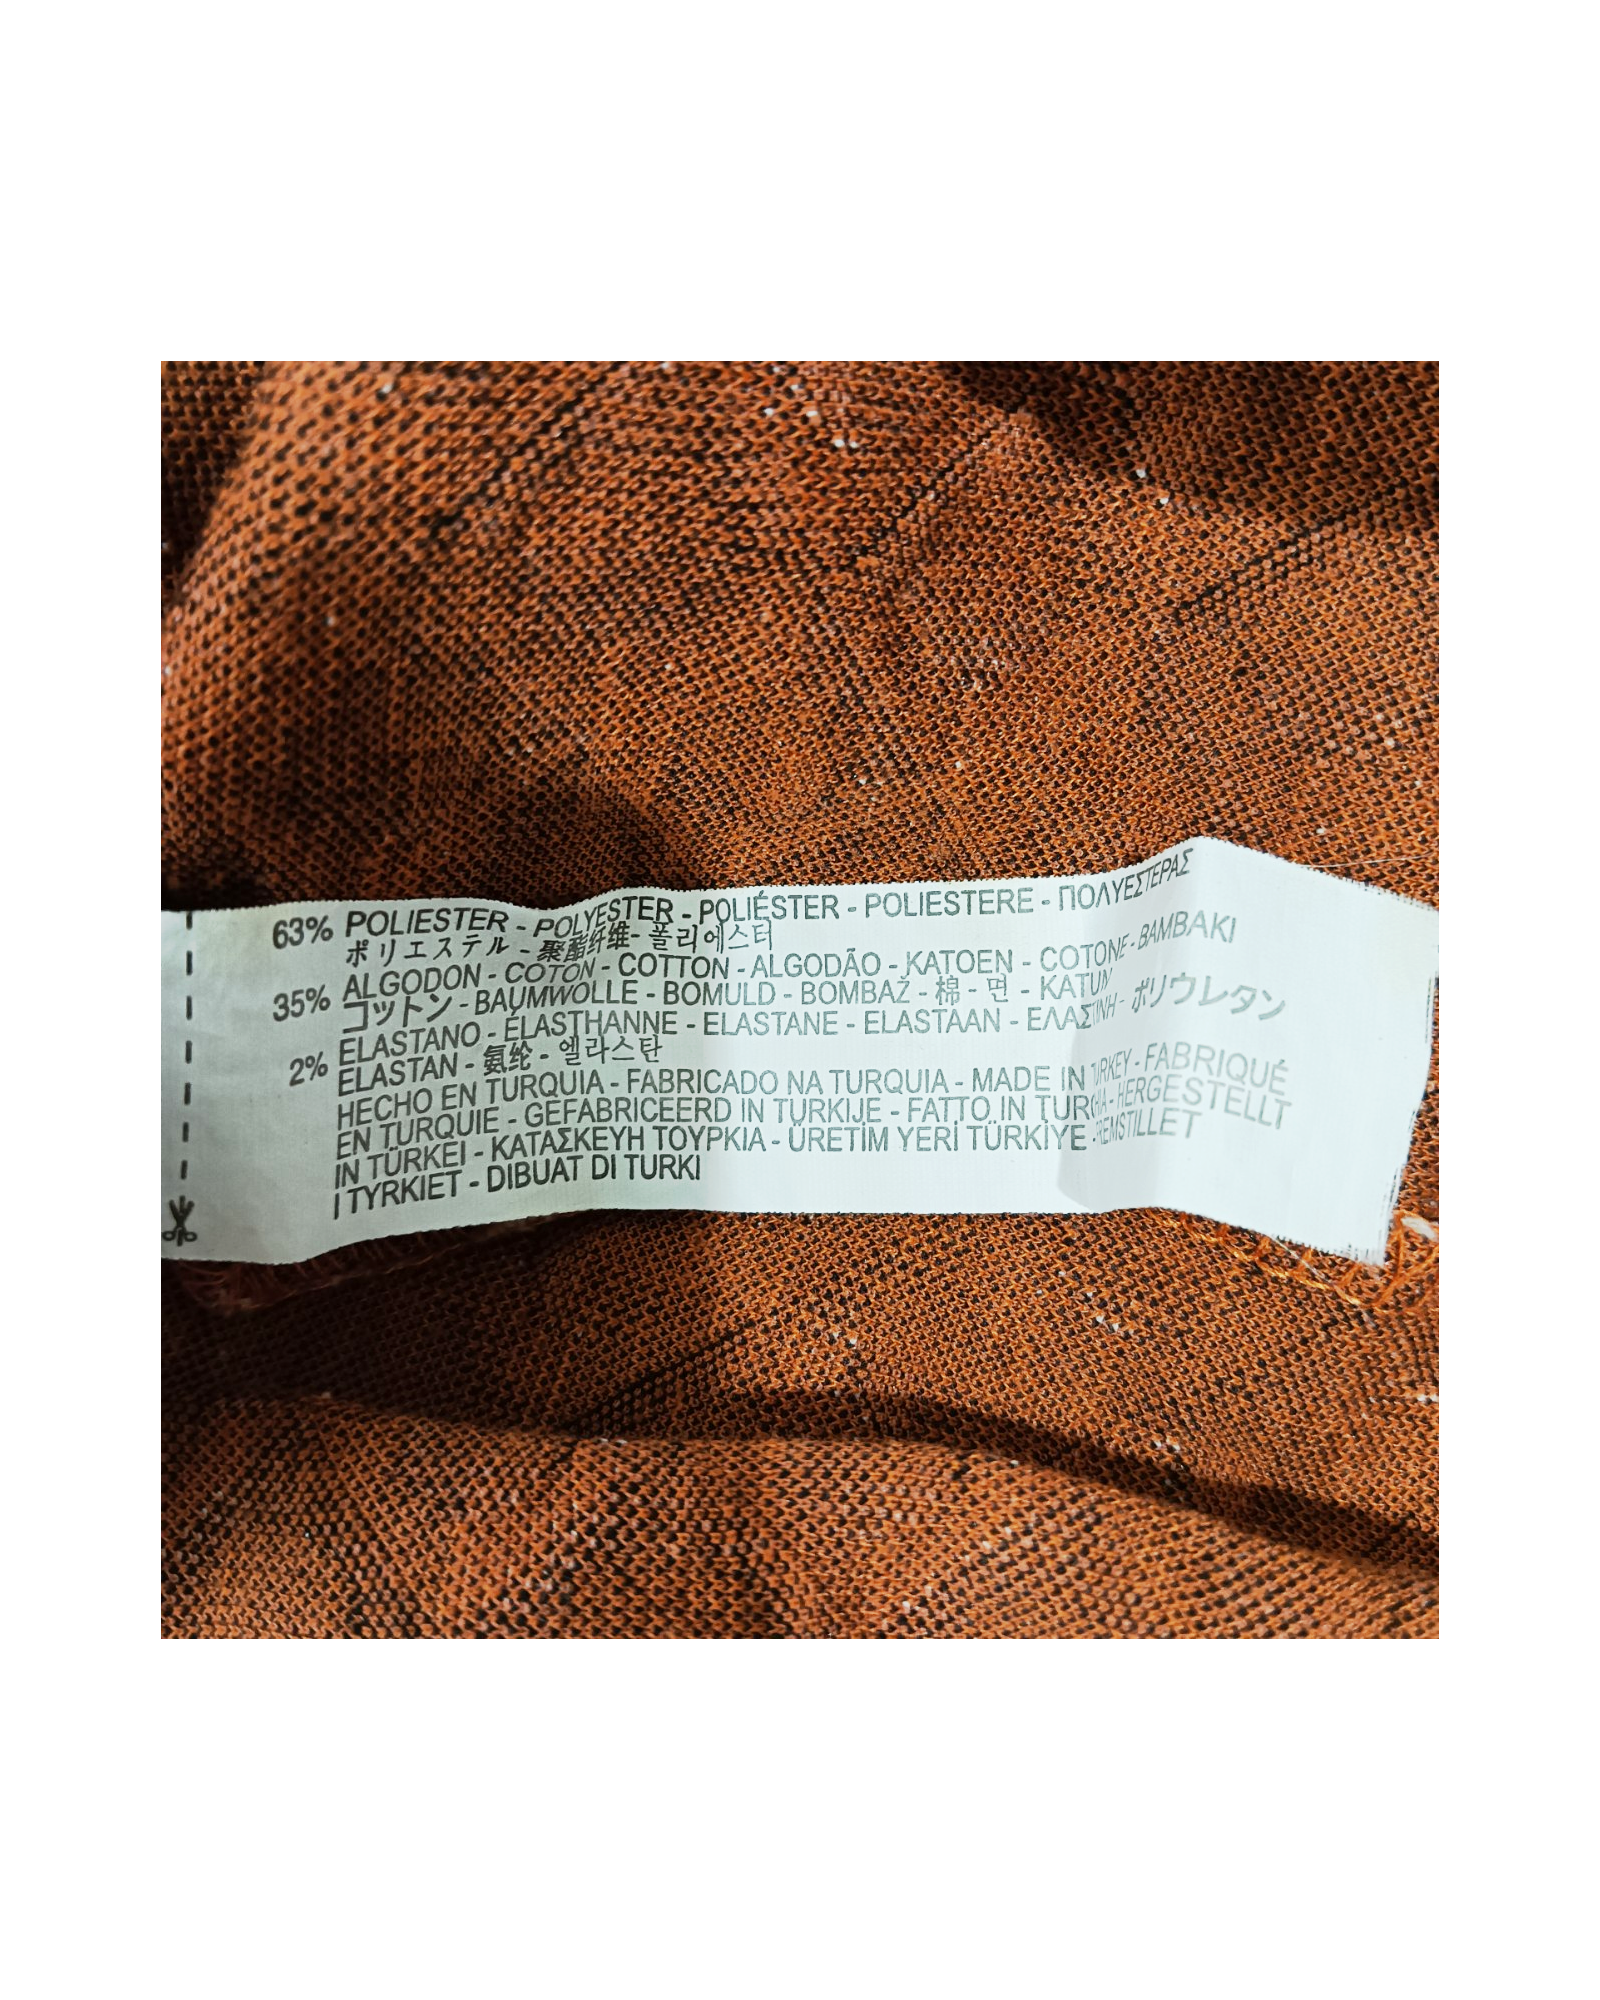 63% POLIESTER - POLYESTER - POLIÉSTER - POLIESTERE - ΠΟΛΥΕΣΤΕΡΑΣ
ポリエステル - 聚酯纤维 - 폴리에스터
35% ALGODON - COTON - COTTON - ALGODÃO - KATOEN - COTONE - BAMBAKI
コットン - BAUMWOLLE - BOMULD - BOMBAŽ - 棉 - 면 - KATUN
2% ELASTANO - ÉLASTHANNE - ELASTANE - ELASTAAN - ΕΛΑΣΤΙΝΗ - ポリウレタン
ELASTAN - 氨纶 - 엘라스탄
HECHO EN TURQUIA - FABRICADO NA TURQUIA - MADE IN TURKEY - FABRIQUÉ
EN TURQUIE - GEFABRICEERD IN TURKIJE - FATTO IN TURCHIA - HERGESTELLT
IN TÜRKEI - ΚΑΤΑΣΚΕΥΗ ΤΟΥΡΚΙΑ - ÜRETİM YERİ TÜRKİYE - FREMSTILLET
I TYRKIET - DIBUAT DI TURKI